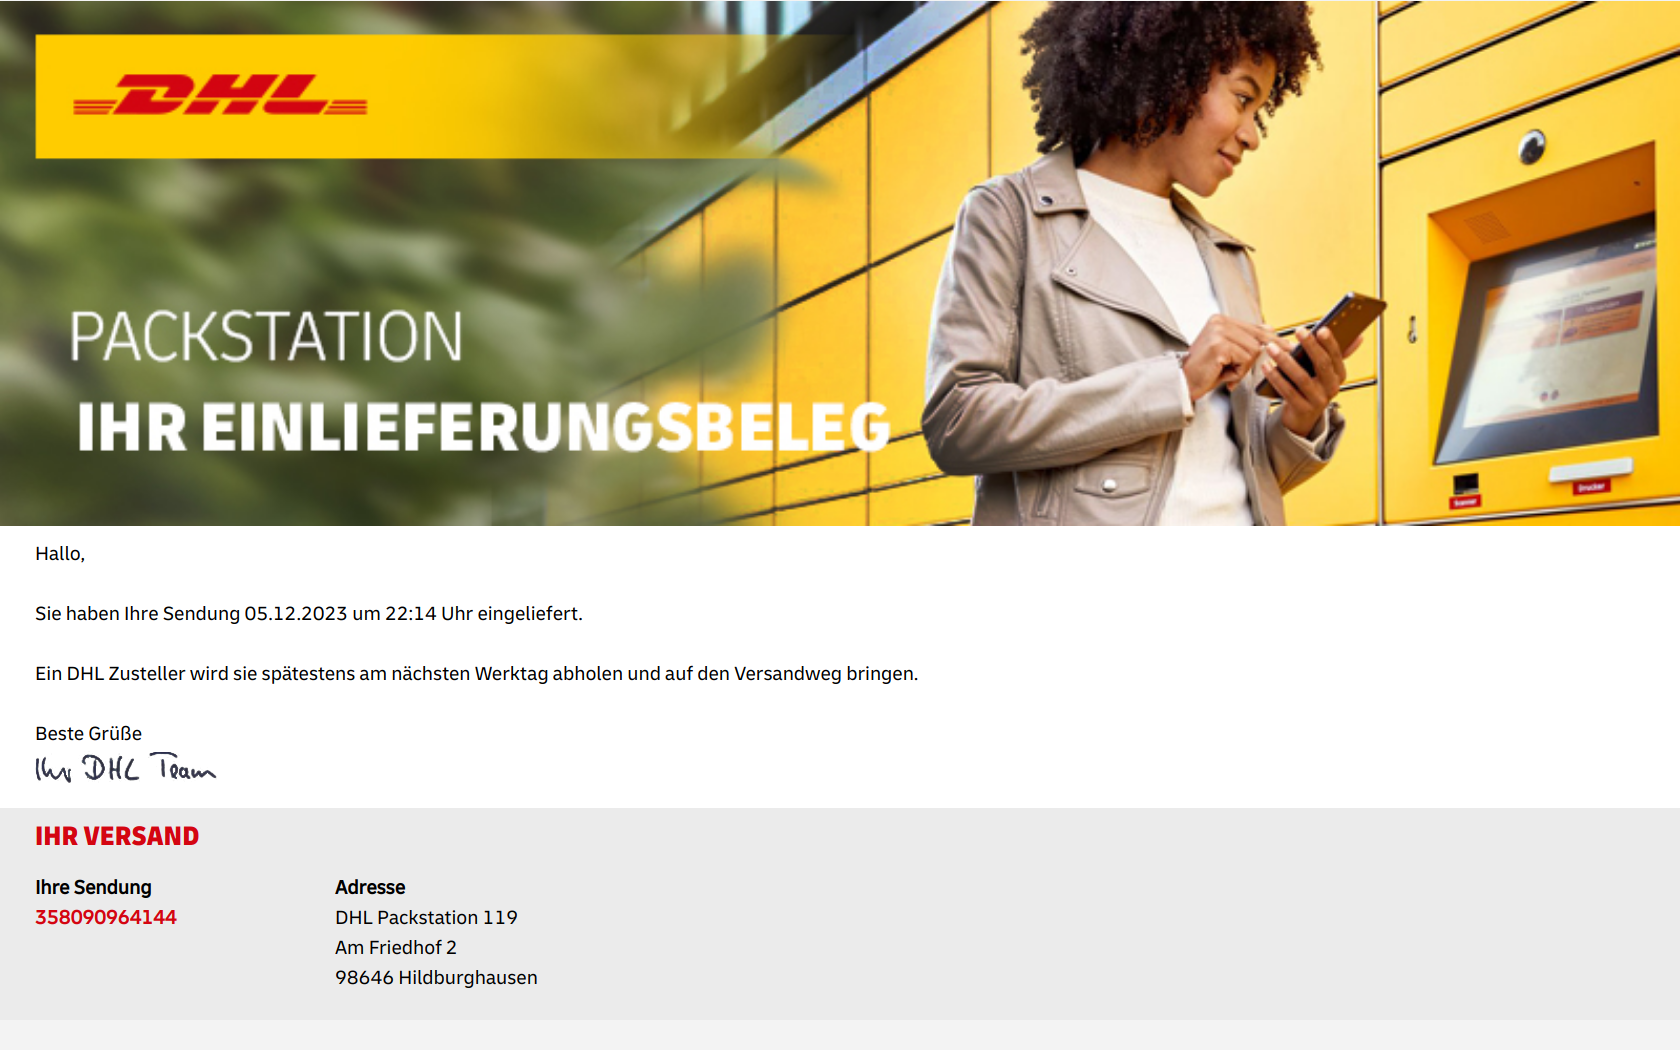 DHL
PACKSTATION
IHR EINLIEFERUNGSBELEG
Scanner
Drucker
Hallo,
Sie haben Ihre Sendung 05.12.2023 um 22:14 Uhr eingeliefert.
Ein DHL Zusteller wird sie spätestens am nächsten Werktag abholen und auf den Versandweg bringen.
Beste Grüße
Ihr DHL Team
IHR VERSAND
Ihre Sendung
358090964144
Adresse
DHL Packstation 119
Am Friedhof 2
98646 Hildburghausen